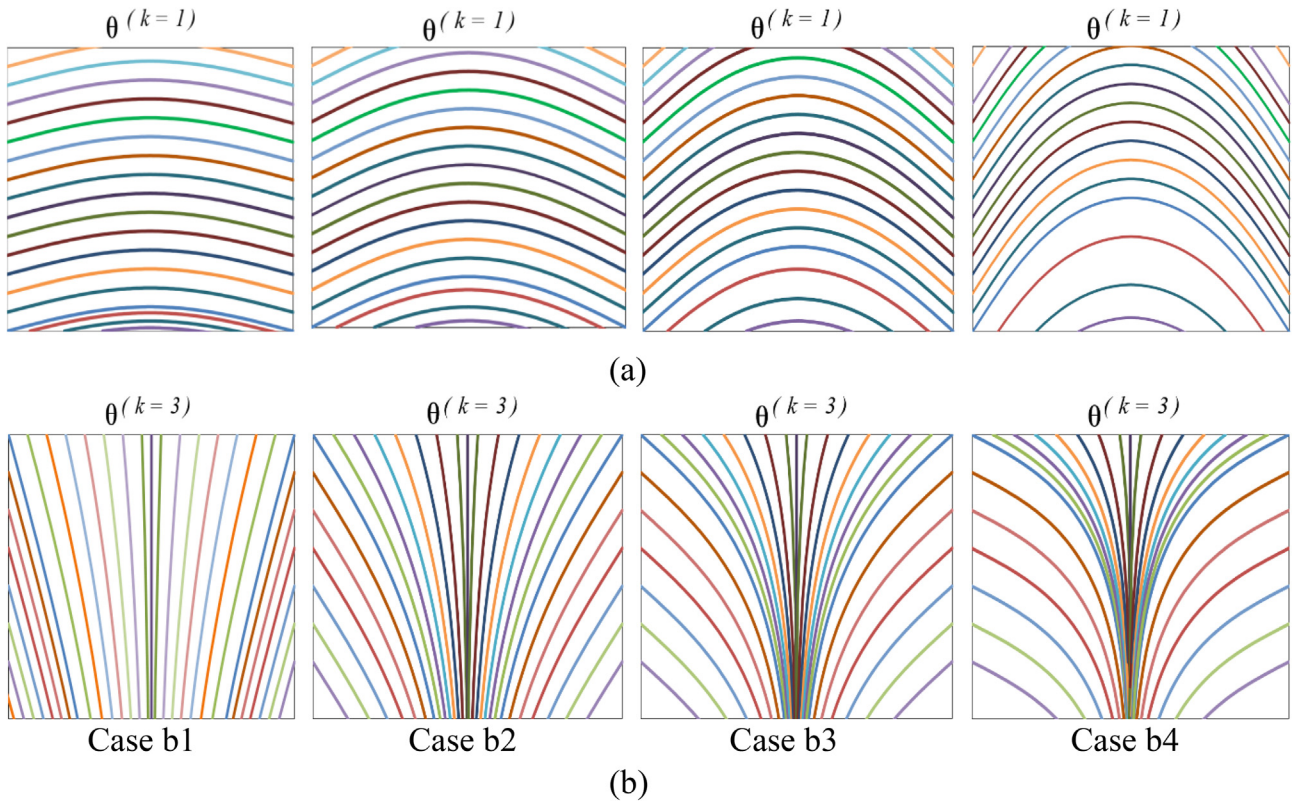 θ (k = 1) θ (k = 1) θ (k = 1) θ (k = 1)
(a)
θ (k = 3) θ (k = 3) θ (k = 3) θ (k = 3)
Case b1 Case b2 Case b3 Case b4
(b)